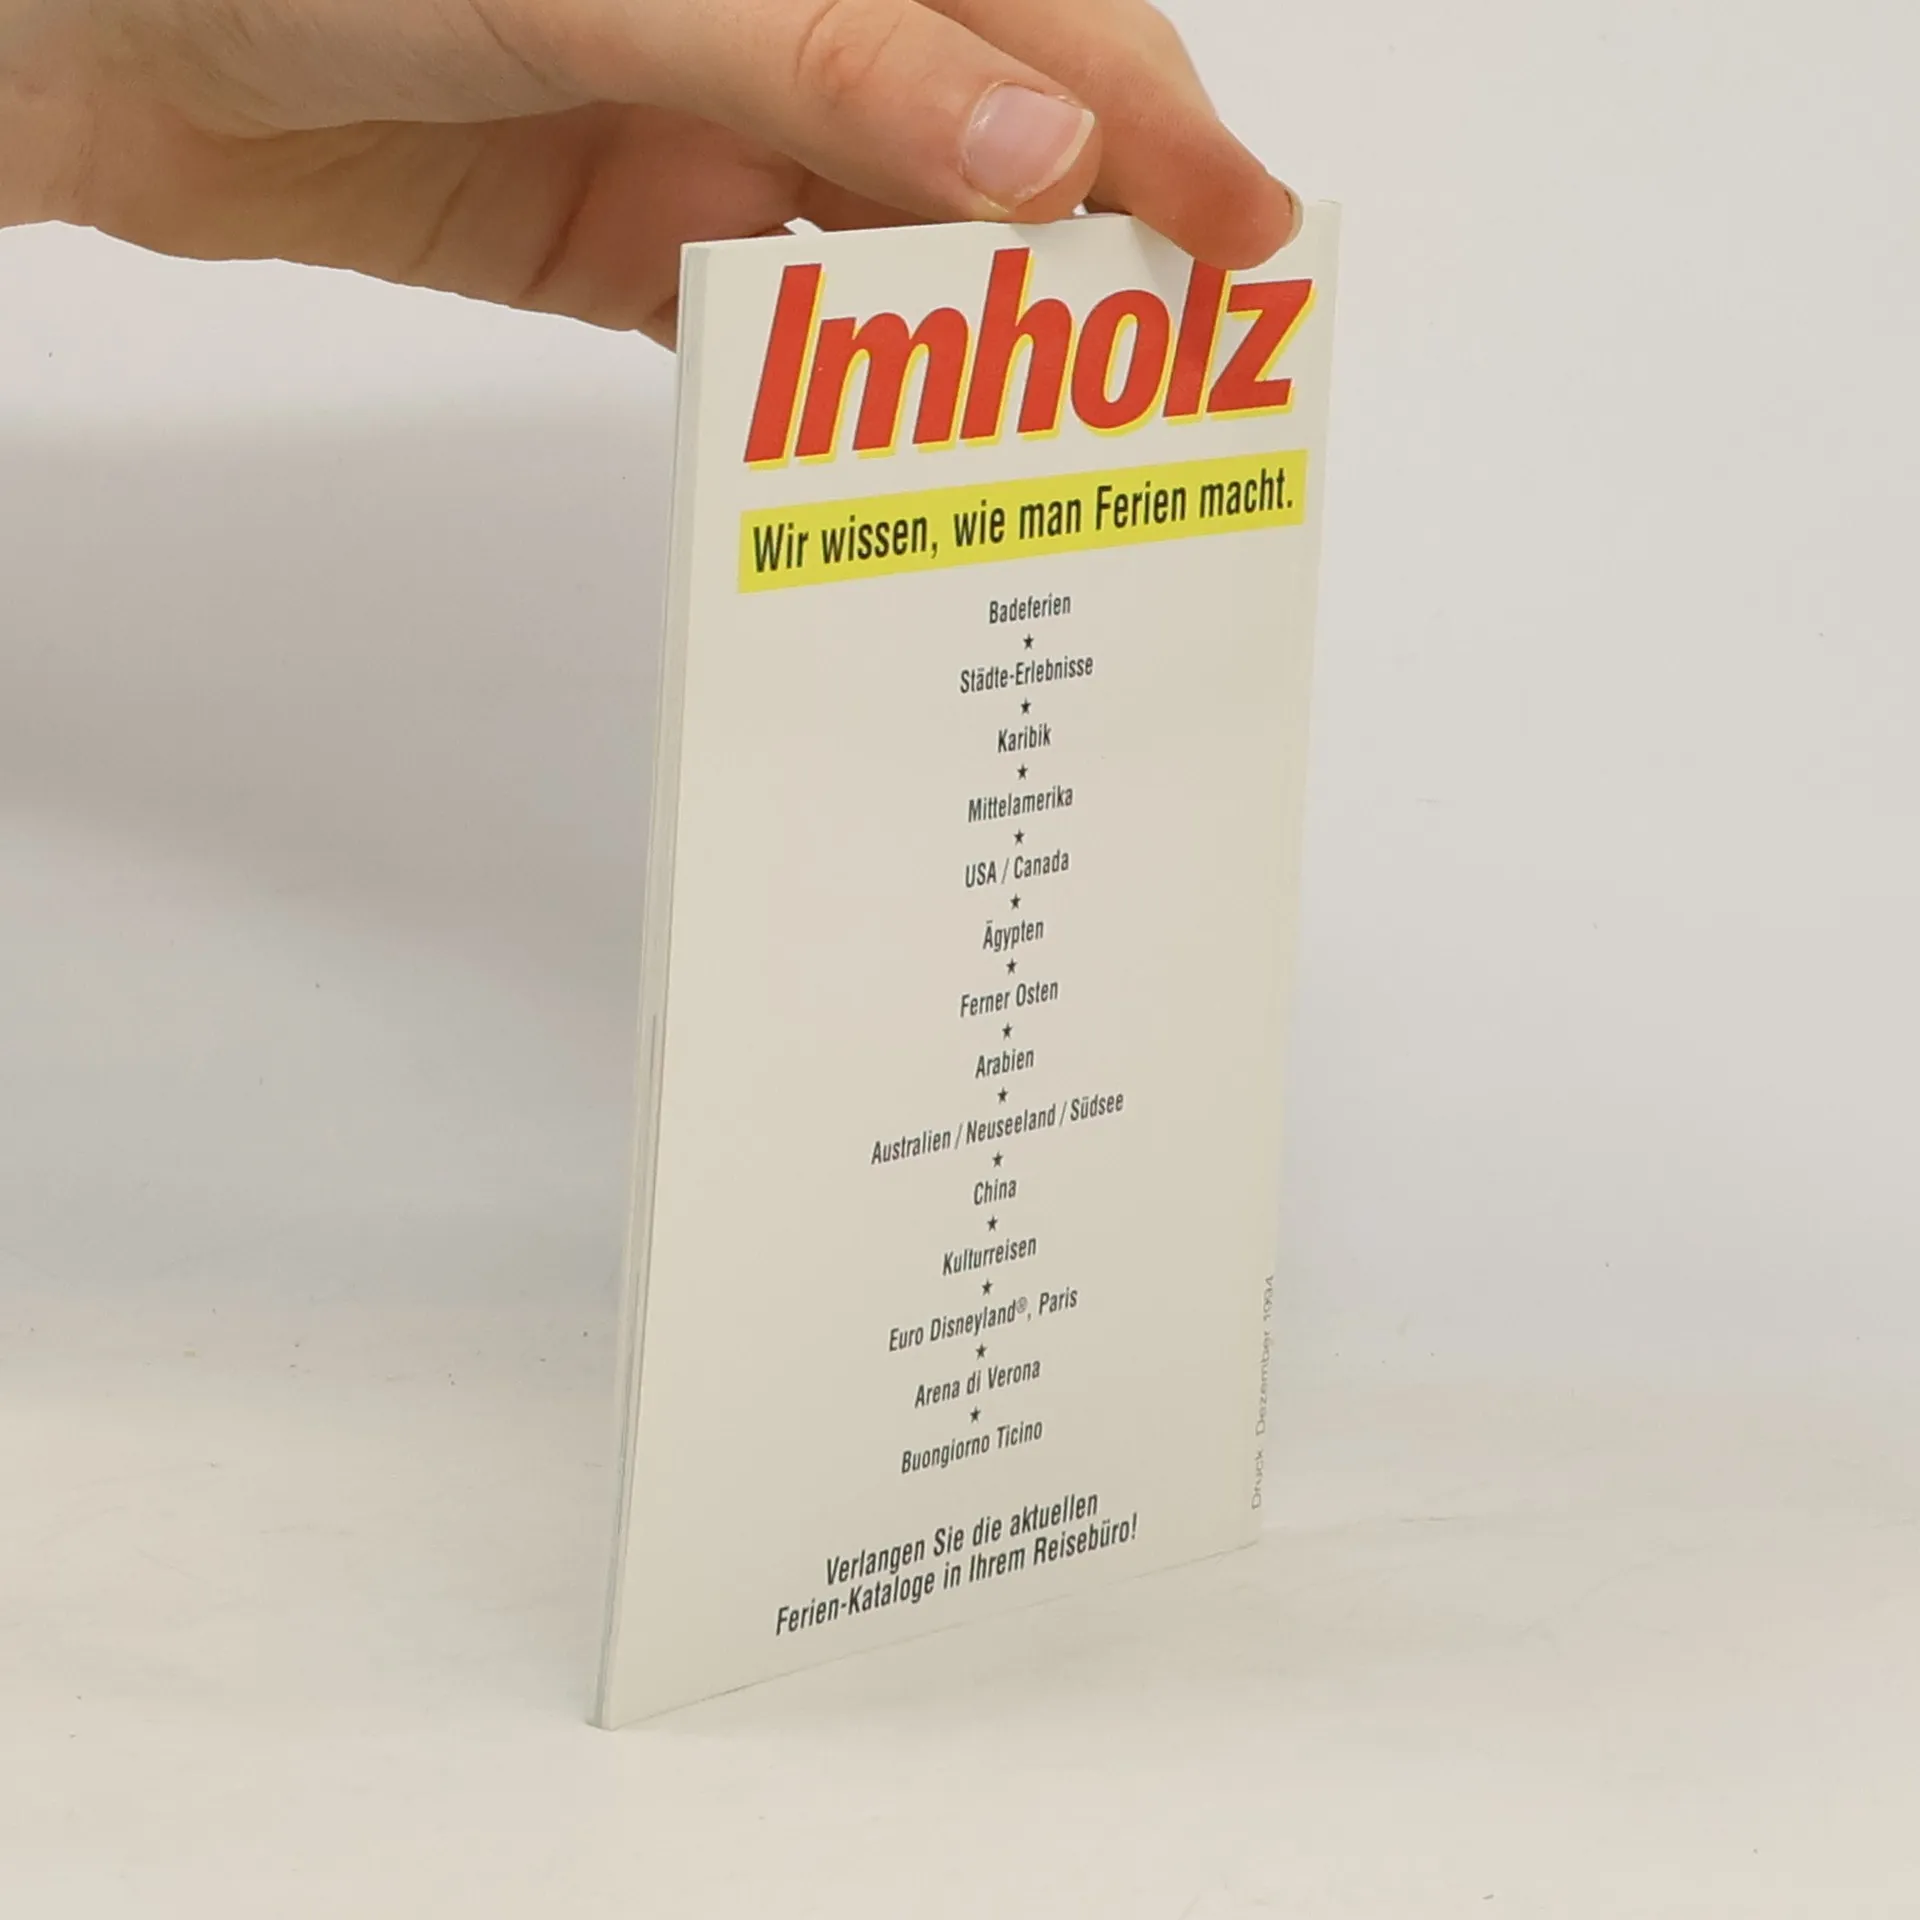 Imholz
Wir wissen, wie man Ferien macht.
Badeferien
★
Städte-Erlebnisse
★
Karibik
★
Mittelamerika
★
USA / Canada
★
Ägypten
★
Ferner Osten
★
Arabien
★
Australien / Neuseeland / Südsee
★
China
★
Kulturreisen
★
Euro Disneyland®, Paris
★
Arena di Verona
★
Buongiorno Ticino
Verlangen Sie die aktuellen
Ferien-Kataloge in Ihrem Reisebüro!
Druck Dezember 1994